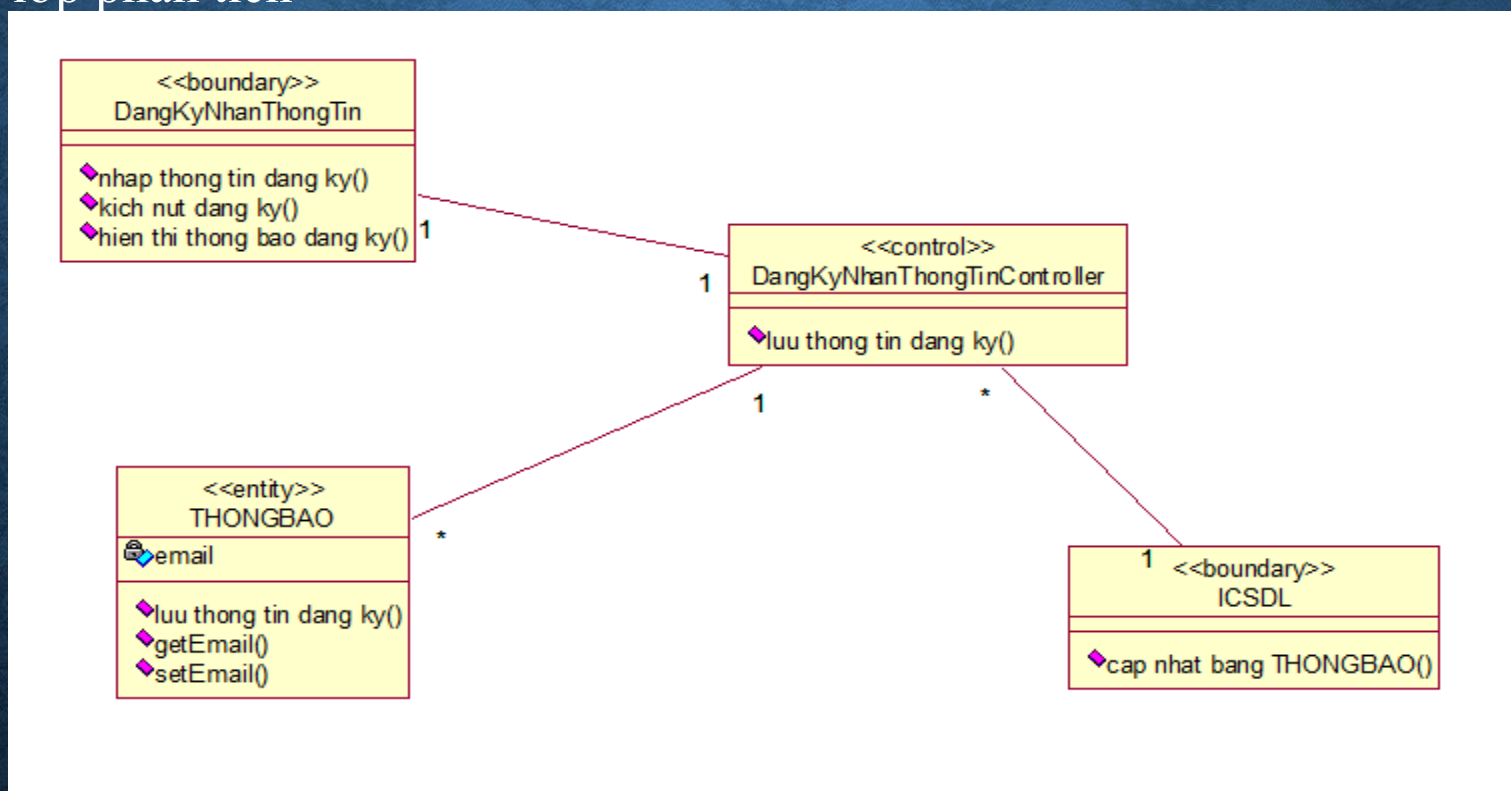 <<boundary>>
DangKyNhanThongTin
nhap thong tin dang ky()
kich nut dang ky()
hien thi thong bao dang ky()
1
1
<<control>>
DangKyNhanThongTinController
luu thong tin dang ky()
1
*
<<entity>>
THONGBAO
email
luu thong tin dang ky()
getEmail()
setEmail()
*
1
<<boundary>>
ICSDL
cap nhat bang THONGBAO()